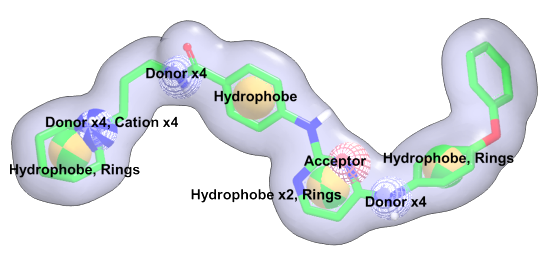 Donor x4
Hydrophobe
Donor x4, Cation x4
Acceptor
Hydrophobe, Rings
Hydrophobe, Rings
Hydrophobe x2, Rings
Donor x4